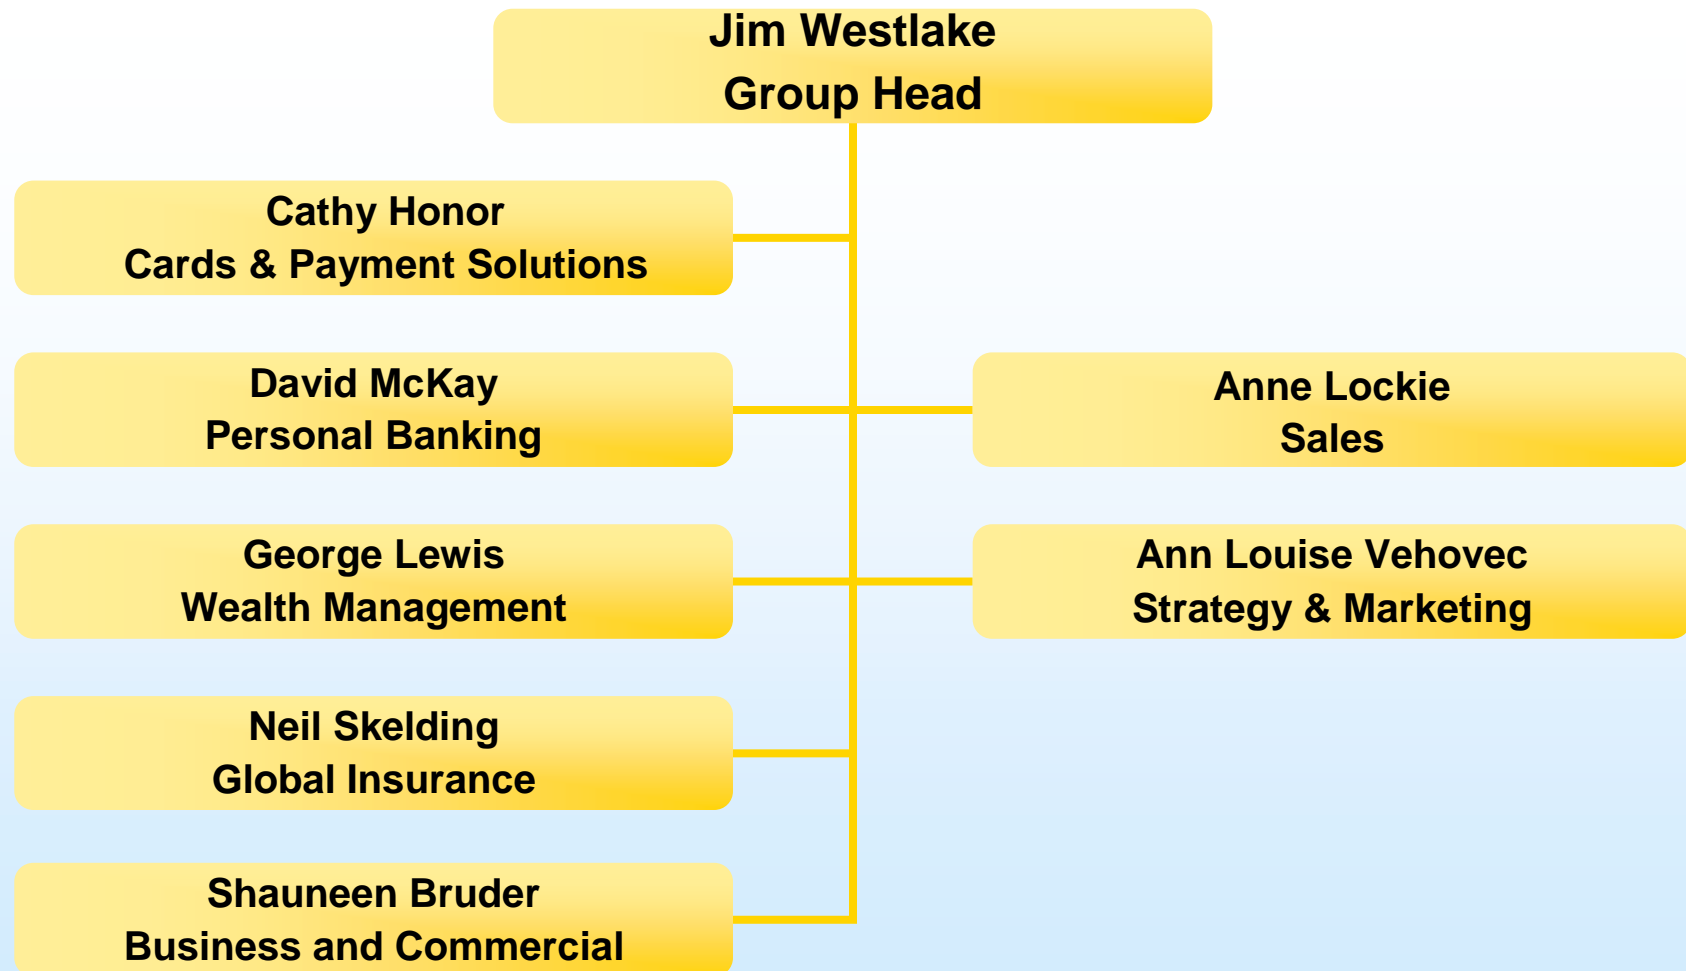 Jim Westlake
Group Head
Cathy Honor
Cards & Payment Solutions
David McKay
Personal Banking
Anne Lockie
Sales
George Lewis
Wealth Management
Ann Louise Vehovec
Strategy & Marketing
Neil Skelding
Global Insurance
Shauneen Bruder
Business and Commercial